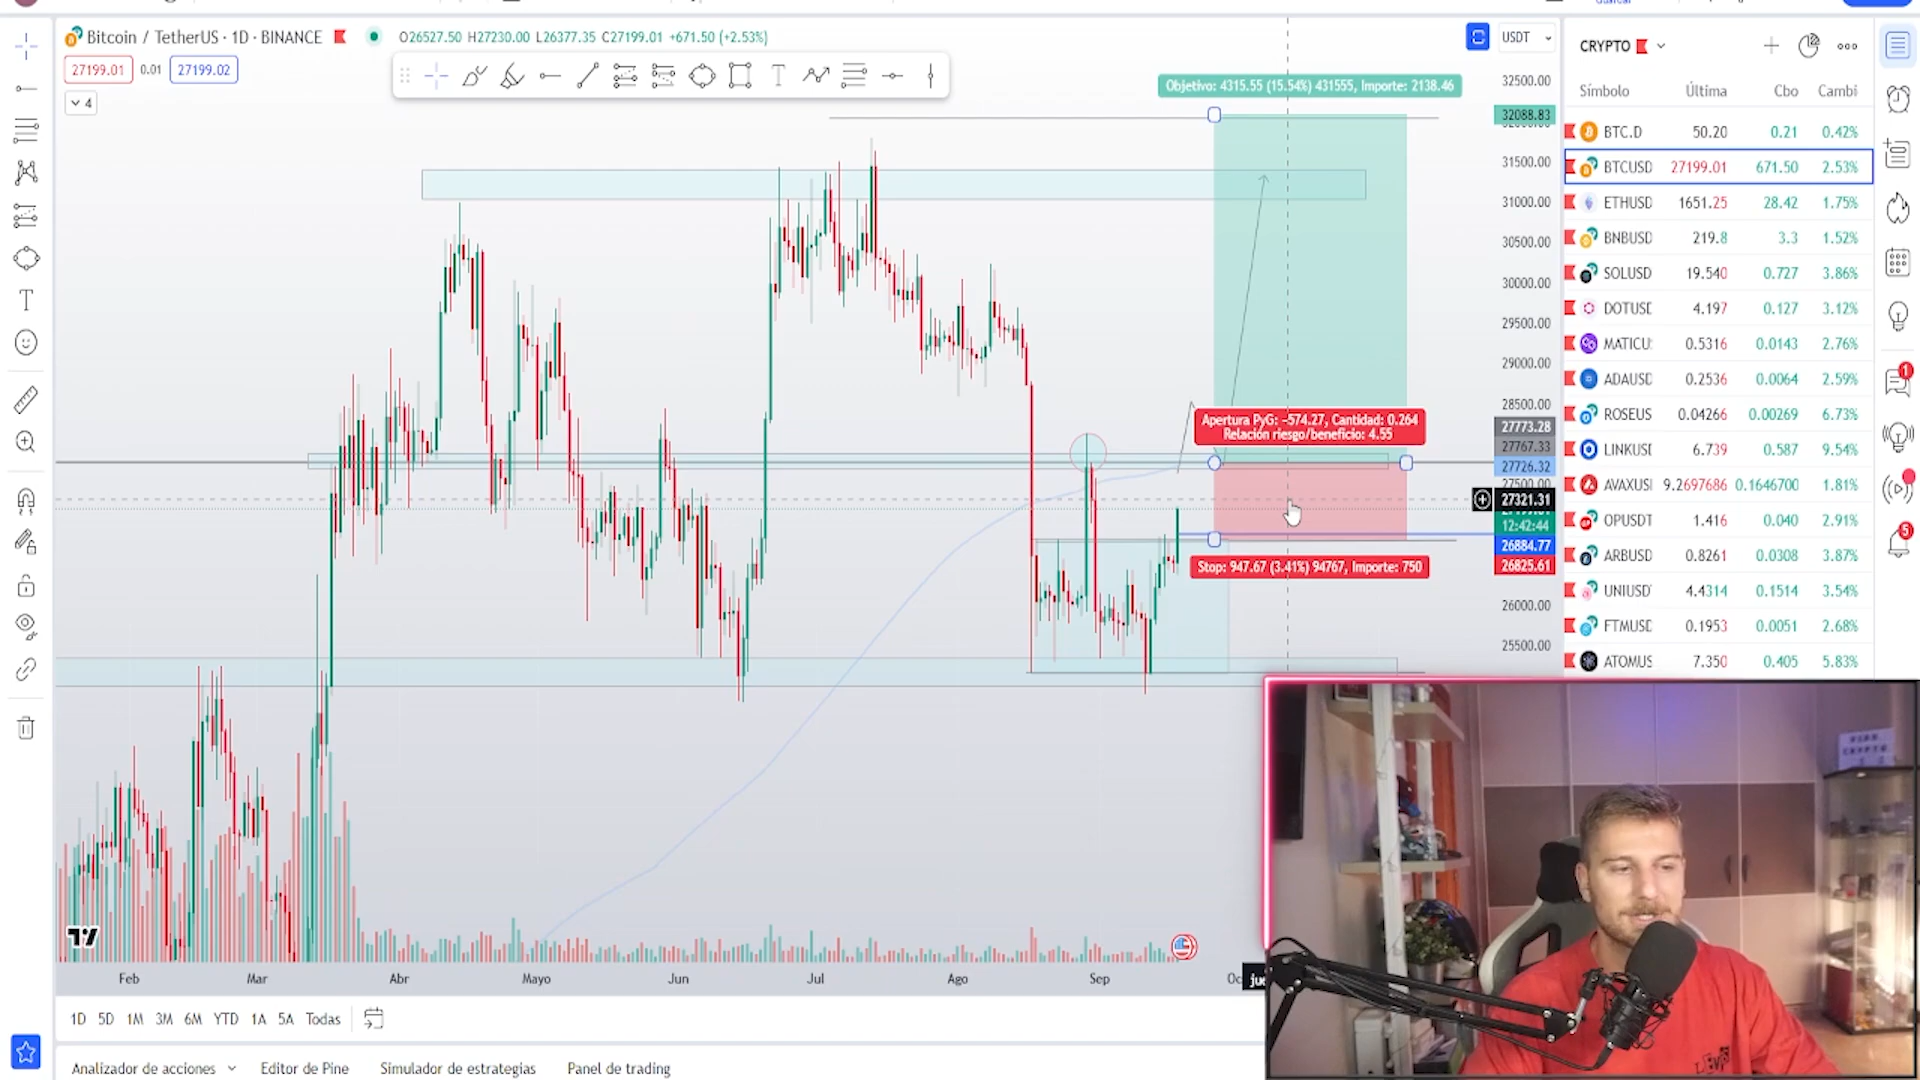 Bitcoin / TetherUS · 1D · BINANCE
O26527.50 H27230.00 L26377.35 C27199.01 +671.50 (+2.53%)
27199.01 0.01 27199.02
4
USDT
Objetivo: 4315.55 (15.54%) 431555, Importe: 2138.46
Apertura PyG: -574.27, Cantidad: 0.264
Relación riesgo/beneficio: 4.55
Stop: 947.67 (3.41%) 94767, Importe: 750
32500.00
32088.83
31500.00
31000.00
30500.00
30000.00
29500.00
29000.00
28500.00
27773.28
27767.33
27726.32
27500.00
27321.31
12:42:44
26884.77
26825.61
26000.00
25500.00
Feb Mar Abr Mayo Jun Jul Ago Sep
1D 5D 1M 3M 6M YTD 1A 5A Todas
Analizador de acciones Editor de Pine Simulador de estrategias Panel de trading
CRYPTO
Símbolo Última Cbo Cambi
BTC.D 50.20 0.21 0.42%
BTCUSD 27199.01 671.50 2.53%
ETHUSD 1651.25 28.42 1.75%
BNBUSD 219.8 3.3 1.52%
SOLUSD 19.540 0.727 3.86%
DOTUSD 4.197 0.127 3.12%
MATICU 0.5316 0.0143 2.76%
ADAUSD 0.2536 0.0064 2.59%
ROSEUS 0.04266 0.00269 6.73%
LINKUS 6.739 0.587 9.54%
AVAXUSI 9.2697686 0.1646700 1.81%
OPUSDT 1.416 0.040 2.91%
ARBUSD 0.8261 0.0308 3.87%
UNIUSD 4.4314 0.1514 3.54%
FTMUSD 0.1953 0.0051 2.68%
ATOMUS 7.350 0.405 5.83%
1
5